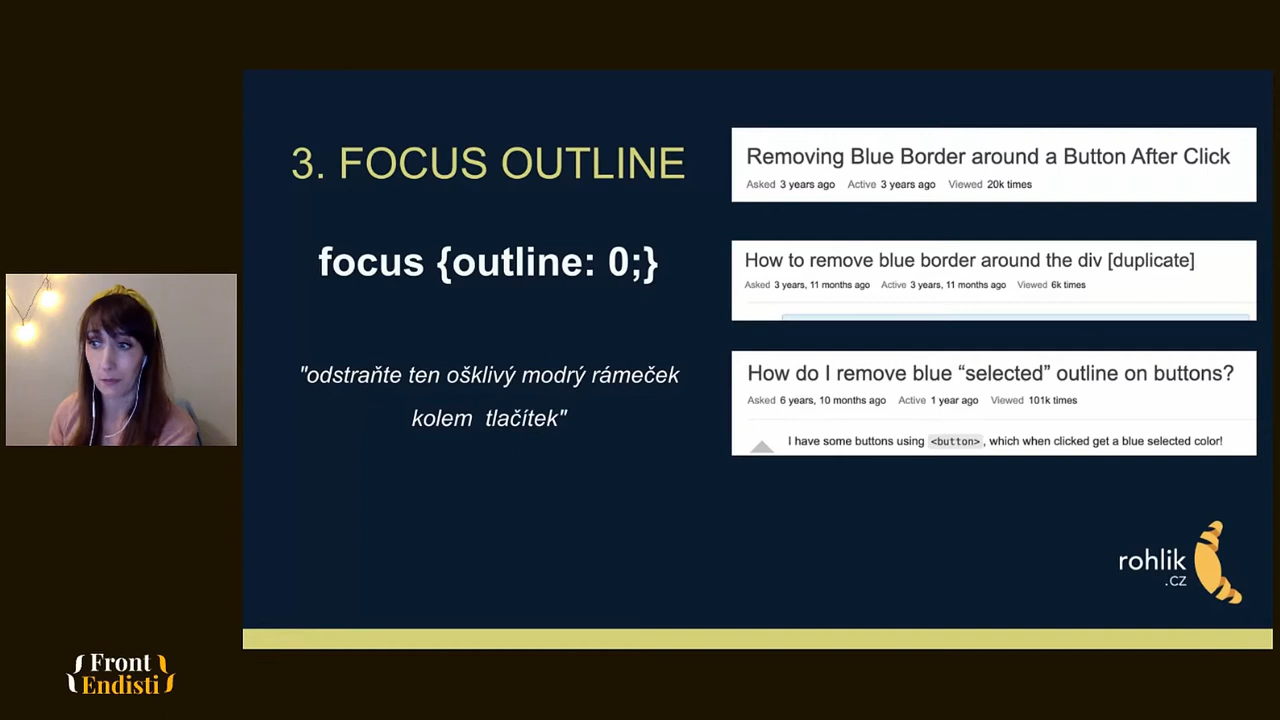 3. FOCUS OUTLINE
focus {outline: 0;}
"odstraňte ten ošklivý modrý rámeček
kolem tlačítek"
Removing Blue Border around a Button After Click
Asked 3 years ago Active 3 years ago Viewed 20k times
How to remove blue border around the div [duplicate]
Asked 3 years, 11 months ago Active 3 years, 11 months ago Viewed 6k times
How do I remove blue “selected” outline on buttons?
Asked 6 years, 10 months ago Active 1 year ago Viewed 101k times
I have some buttons using <button>, which when clicked get a blue selected color!
rohlik
.cz
{Front
Endisti}